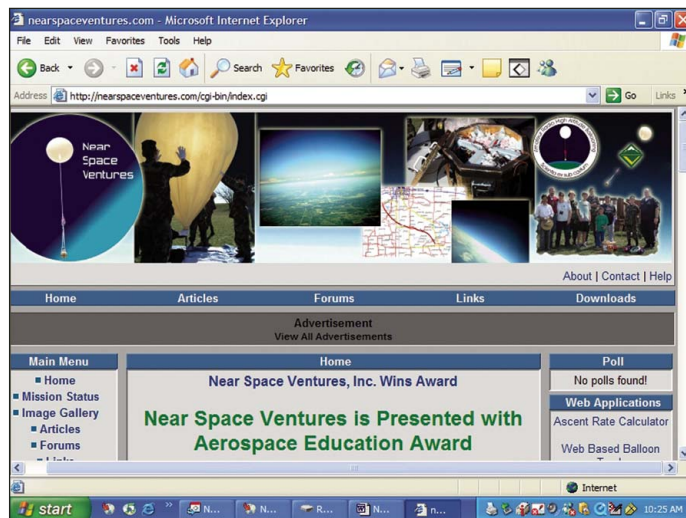 nearspaceventures.com - Microsoft Internet Explorer
File Edit View Favorites Tools Help
Back Search Favorites
Address http://nearspaceventures.com/cgi-bin/index.cgi Go Links
Near
Space
Ventures
About | Contact | Help
Home Articles Forums Links Downloads
Advertisement
View All Advertisements
Main Menu
Home
Mission Status
Image Gallery
Articles
Forums
Links
Home
Near Space Ventures, Inc. Wins Award
Near Space Ventures is Presented with
Aerospace Education Award
Poll
No polls found!
Web Applications
Ascent Rate Calculator
Web Based Balloon
Internet
start N... N... R... N... n... 10:25 AM